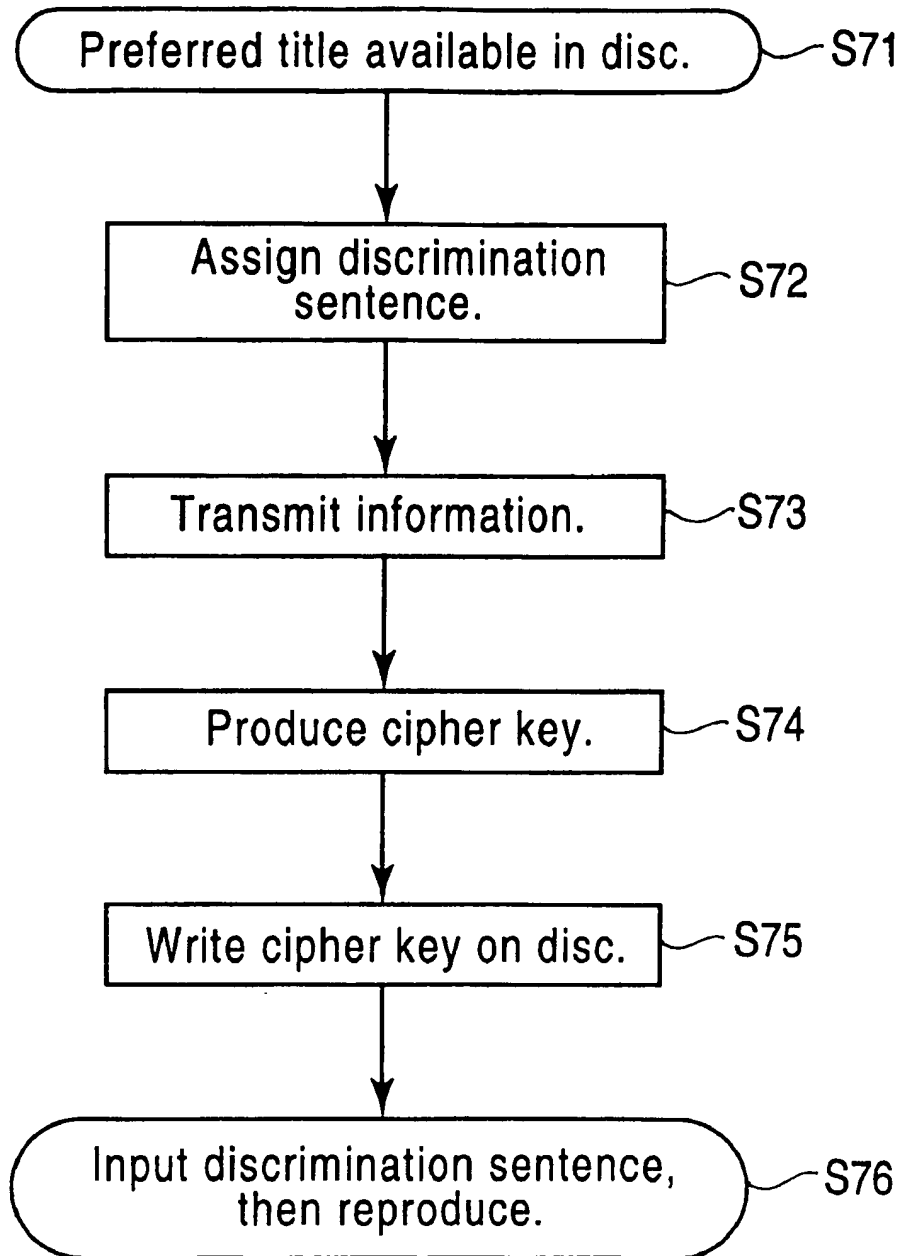 Preferred title available in disc.
S71
Assign discrimination
sentence.
S72
Transmit information.
S73
Produce cipher key.
S74
Write cipher key on disc.
S75
Input discrimination sentence,
then reproduce.
S76